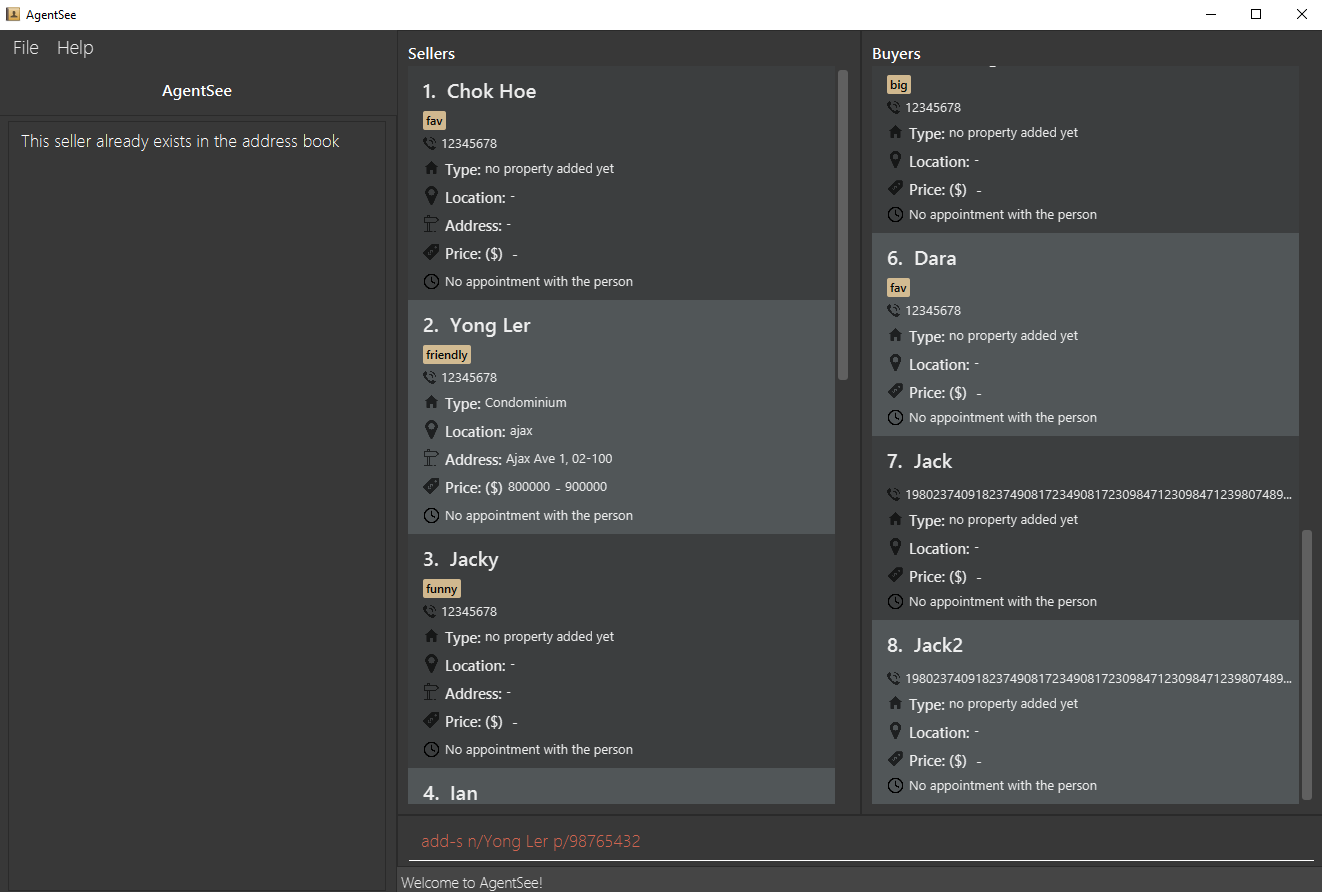 AgentSee
File Help
AgentSee
This seller already exists in the address book
Sellers
1. Chok Hoe
fav
12345678
Type: no property added yet
Location: -
Address: -
Price: ($) -
No appointment with the person
2. Yong Ler
friendly
12345678
Type: Condominium
Location: ajax
Address: Ajax Ave 1, 02-100
Price: ($) 800000 - 900000
No appointment with the person
3. Jacky
funny
12345678
Type: no property added yet
Location: -
Address: -
Price: ($) -
No appointment with the person
4. Ian
Buyers
big
12345678
Type: no property added yet
Location: -
Price: ($) -
No appointment with the person
6. Dara
fav
12345678
Type: no property added yet
Location: -
Price: ($) -
No appointment with the person
7. Jack
198023740918237490817234908172309847123098471239807489...
Type: no property added yet
Location: -
Price: ($) -
No appointment with the person
8. Jack2
198023740918237490817234908172309847123098471239807489...
Type: no property added yet
Location: -
Price: ($) -
No appointment with the person
add-s n/Yong Ler p/98765432
Welcome to AgentSee!